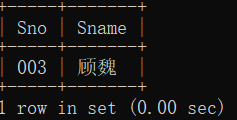 +-----+-------+
| Sno | Sname |
+-----+-------+
| 003 | 顾魏  |
+-----+-------+
1 row in set (0.00 sec)